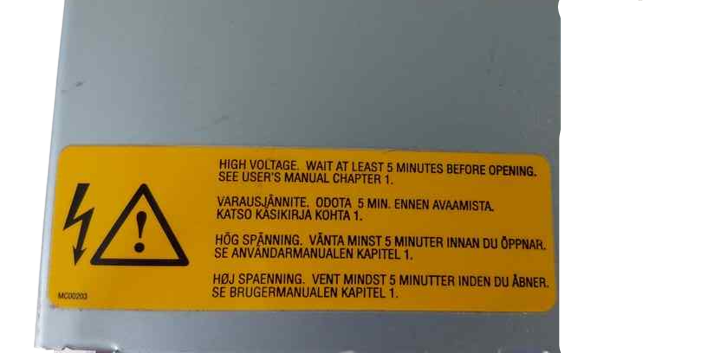 HIGH VOLTAGE. WAIT AT LEAST 5 MINUTES BEFORE OPENING.
SEE USER'S MANUAL CHAPTER 1.
VARAUSJÄNNITE. ODOTA 5 MIN. ENNEN AVAAMISTA.
KATSO KÄSIKIRJA KOHTA 1.
HÖG SPÄNNING. VÄNTA MINST 5 MINUTER INNAN DU ÖPPNAR.
SE ANVÄNDARMANUALEN KAPITEL 1.
HØJ SPAENNING. VENT MINDST 5 MINUTTER INDEN DU ÅBNER.
SE BRUGERMANUALEN KAPITEL 1.
MC00203